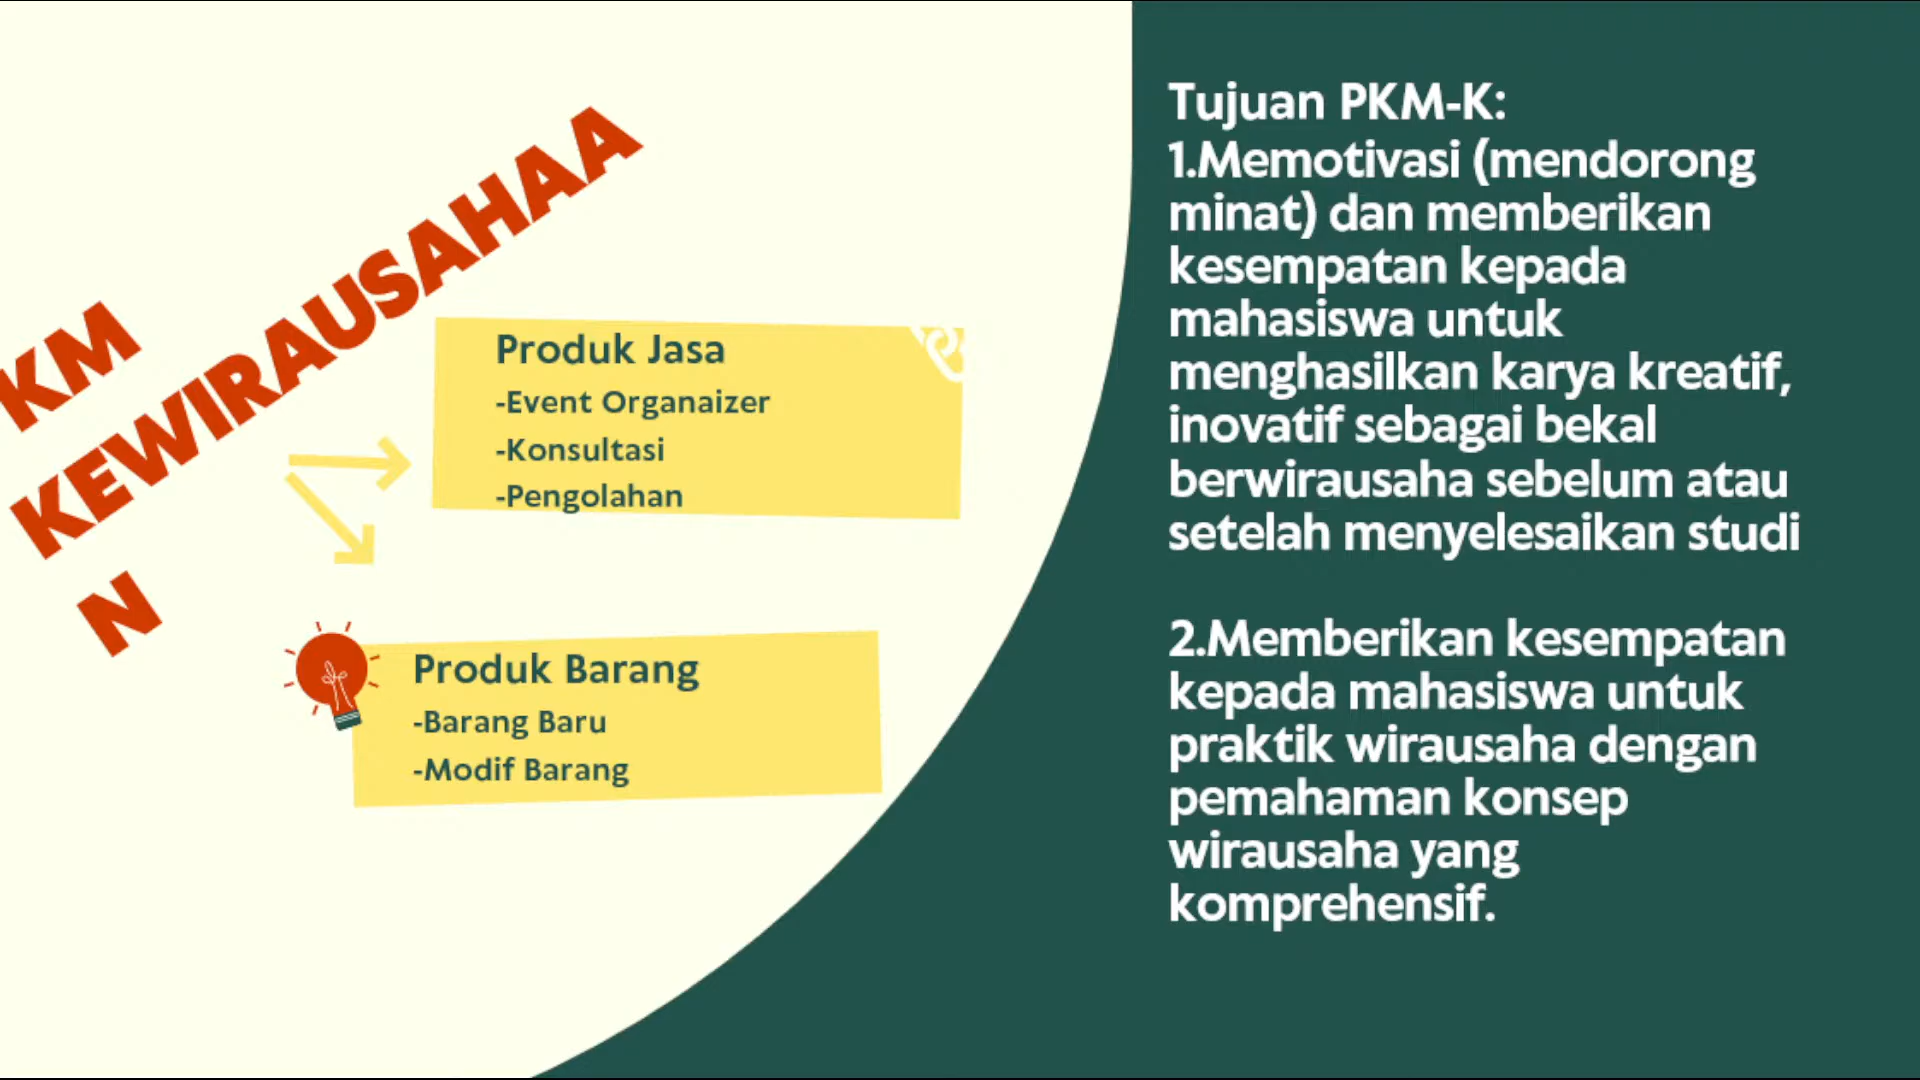 KM
KEWIRAUSAHAA
N
Produk Jasa
-Event Organaizer
-Konsultasi
-Pengolahan
Produk Barang
-Barang Baru
-Modif Barang
Tujuan PKM-K:
1.Memotivasi (mendorong
minat) dan memberikan
kesempatan kepada
mahasiswa untuk
menghasilkan karya kreatif,
inovatif sebagai bekal
berwirausaha sebelum atau
setelah menyelesaikan studi
2.Memberikan kesempatan
kepada mahasiswa untuk
praktik wirausaha dengan
pemahaman konsep
wirausaha yang
komprehensif.